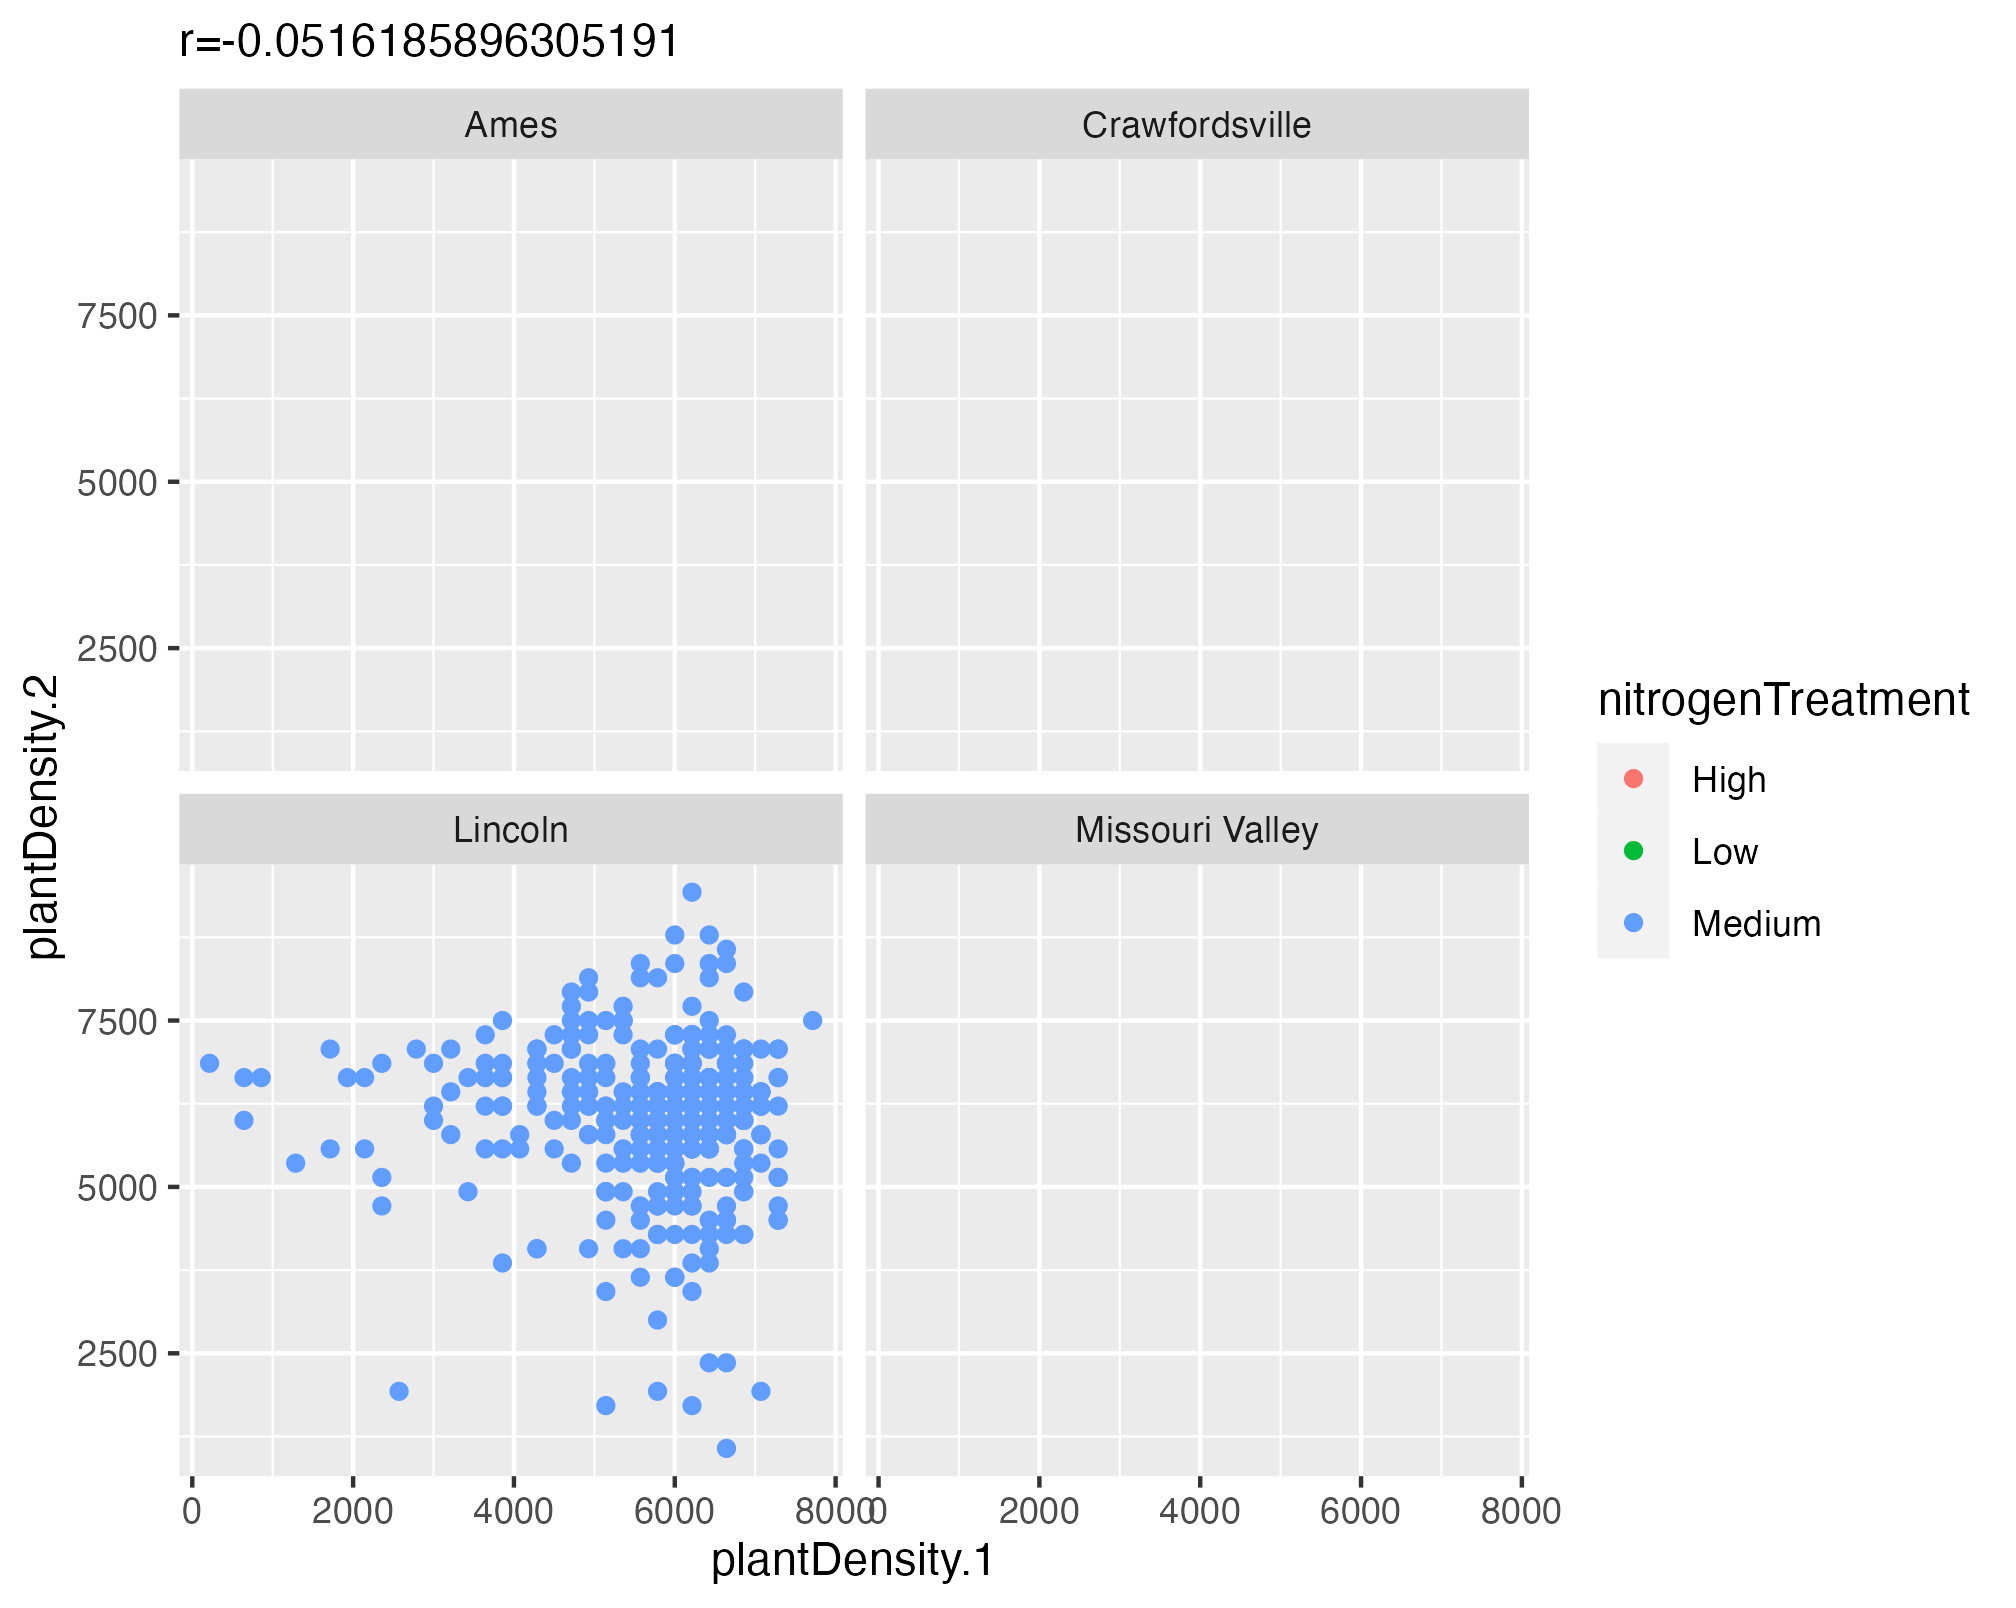 r=-0.0516185896305191
Ames
Crawfordsville
7500
5000
2500
plantDensity.2
Lincoln
Missouri Valley
7500
5000
2500
0 2000 4000 6000 8000
0 2000 4000 6000 8000
plantDensity.1
nitrogenTreatment
High
Low
Medium